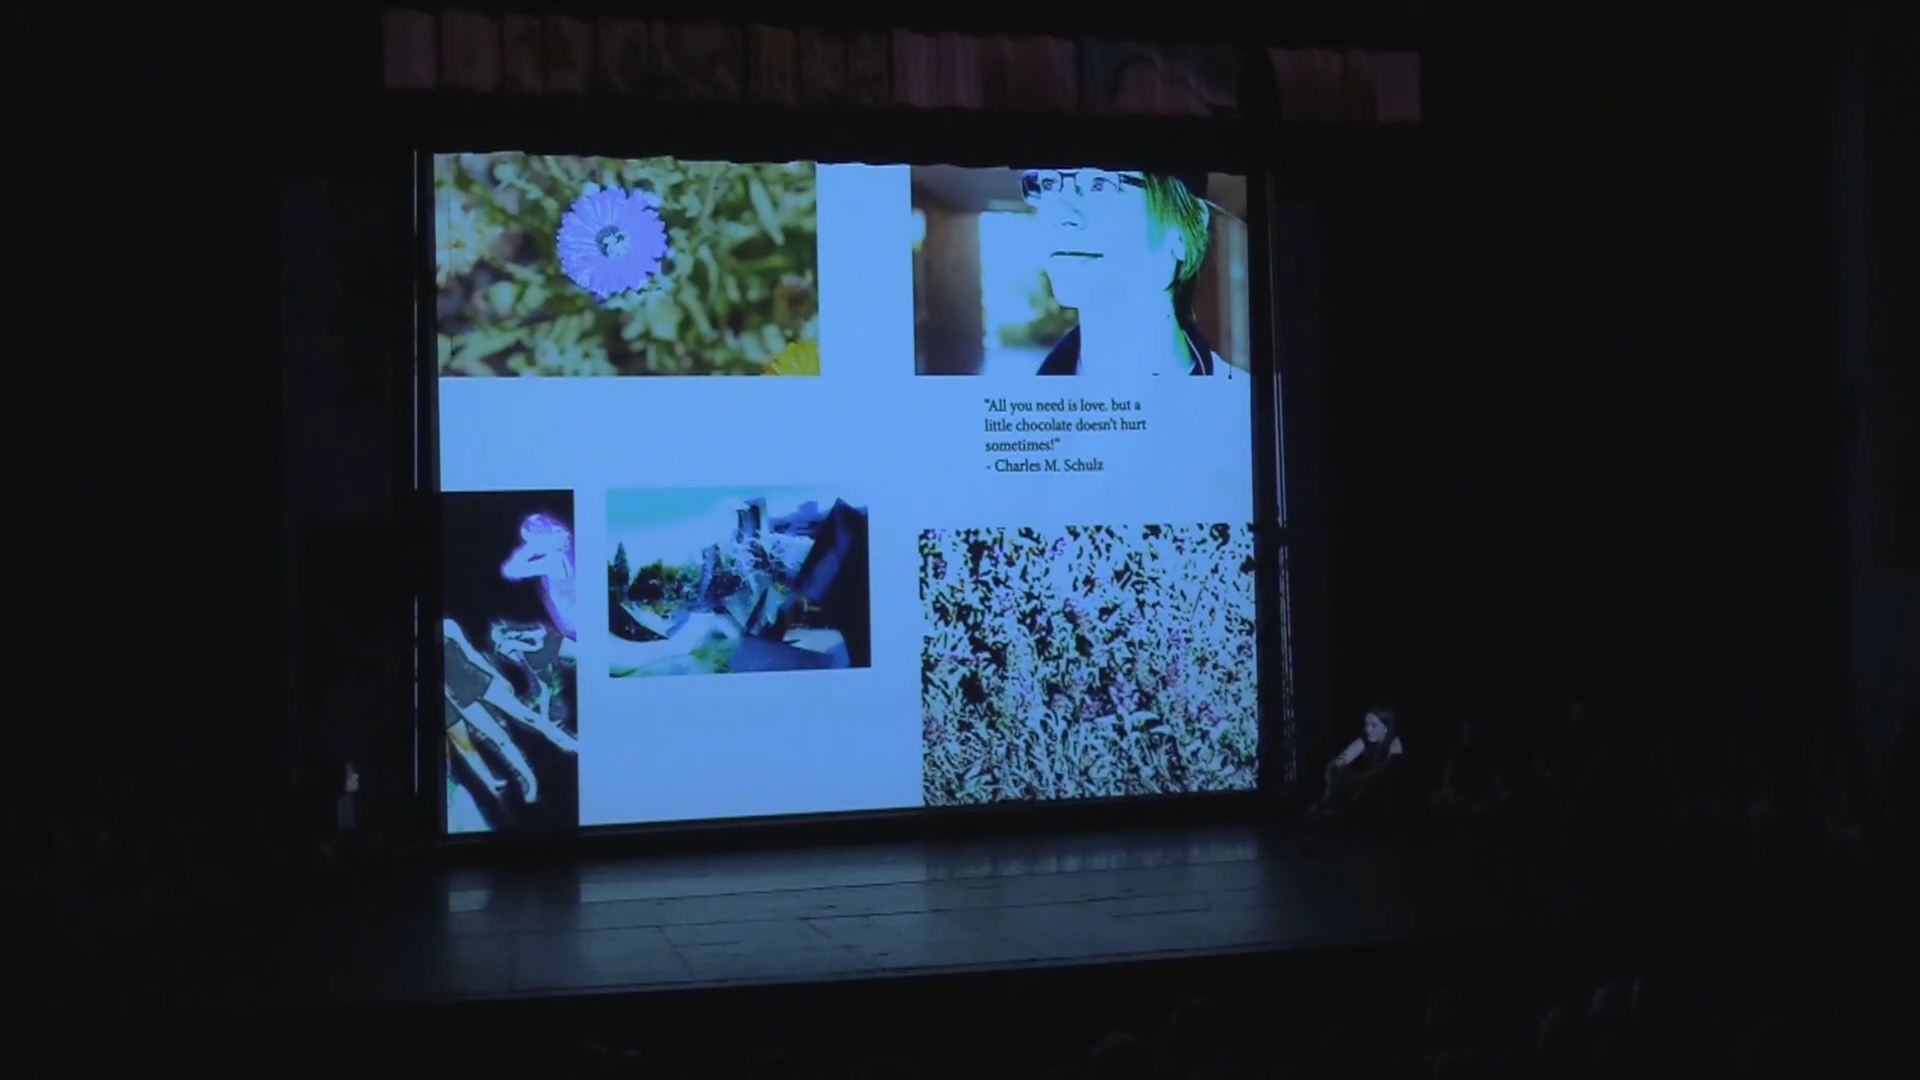 "All you need is love. but a
little chocolate doesn't hurt
sometimes!"
- Charles M. Schulz